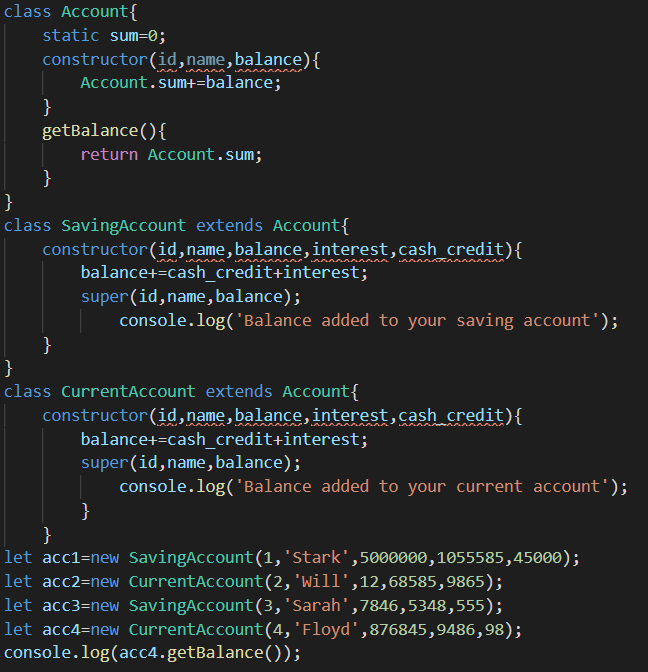 class Account{
    static sum=0;
    constructor(id,name,balance){
        Account.sum+=balance;
    }
    getBalance(){
        return Account.sum;
    }
}
class SavingAccount extends Account{
    constructor(id,name,balance,interest,cash_credit){
        balance+=cash_credit+interest;
        super(id,name,balance);
            console.log('Balance added to your saving account');
    }
}
class CurrentAccount extends Account{
    constructor(id,name,balance,interest,cash_credit){
        balance+=cash_credit+interest;
        super(id,name,balance);
            console.log('Balance added to your current account');
        }
    }
let acc1=new SavingAccount(1,'Stark',5000000,1055585,45000);
let acc2=new CurrentAccount(2,'Will',12,68585,9865);
let acc3=new SavingAccount(3,'Sarah',7846,5348,555);
let acc4=new CurrentAccount(4,'Floyd',876845,9486,98);
console.log(acc4.getBalance());